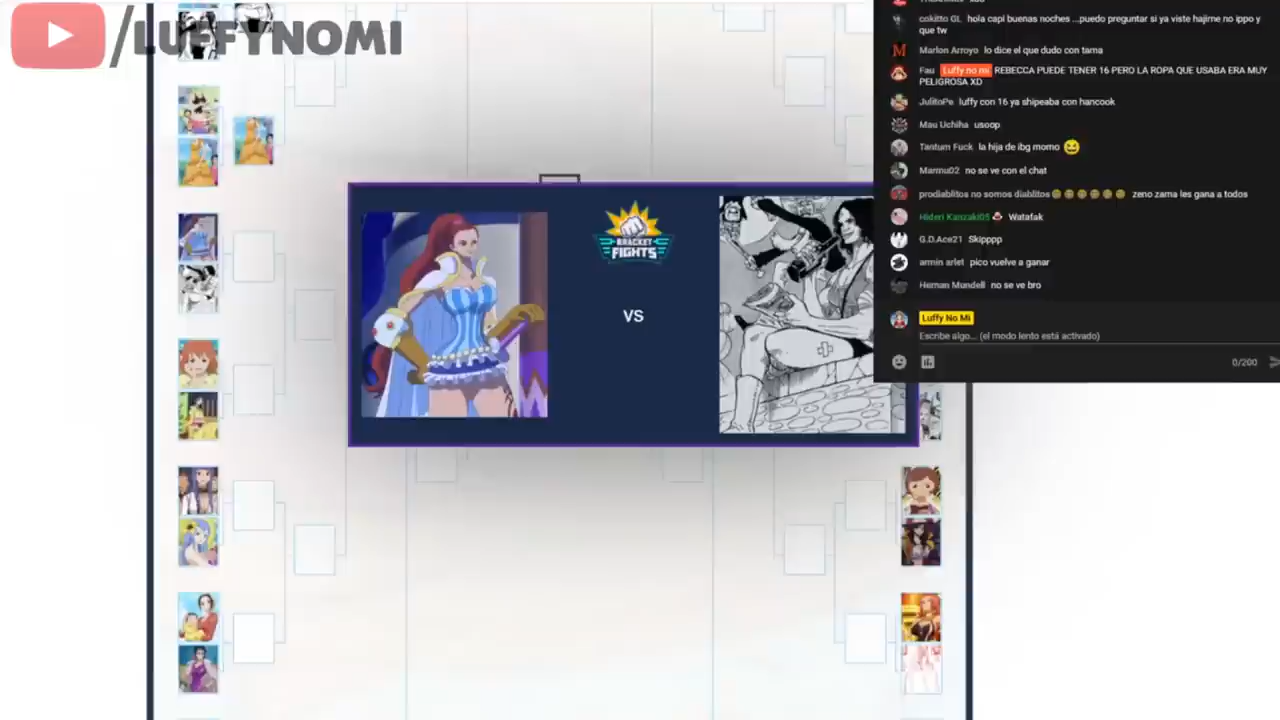 /LUFFYNOMI
cokitto GL hola capi buenas noches ...puedo preguntar si ya viste hajime no ippo y
que tw
Marlon Arroyo lo dice el que dudo con tama
Fau Luffy no mi REBECCA PUEDE TENER 16 PERO LA ROPA QUE USABA ERA MUY
PELIGROSA XD
JulitoPe luffy con 16 ya shipeaba con hancook
Mau Uchiha usoop
Tantum Fuck la hija de ibg momo
Marmu02 no se ve con el chat
prodiablitos no somos diablitos zeno zama les gana a todos
Hideri Kanzaki05 Watafak
G.D.Ace21 Skipppp
armin arlet pico vuelve a ganar
Hernan Mundell no se ve bro
Luffy No Mi
Escribe algo... (el modo lento está activado)
0/200
BRACKET
FIGHTS
VS